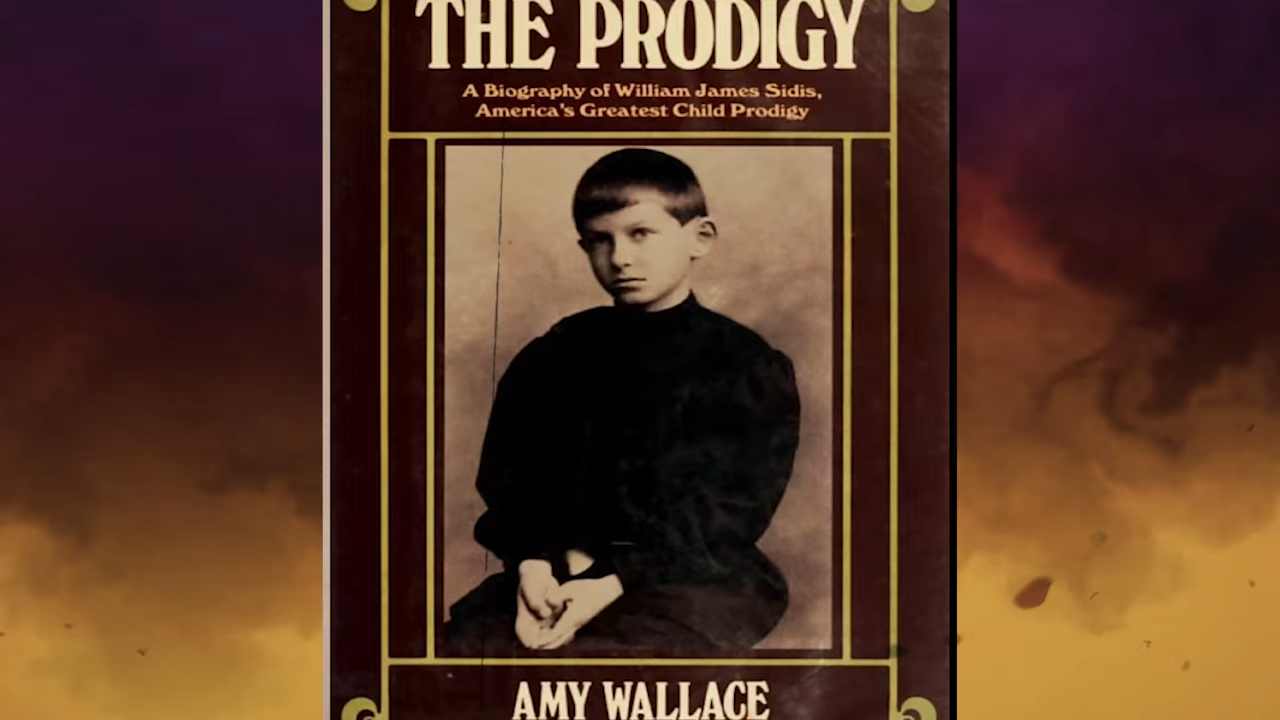 THE PRODIGY
A Biography of William James Sidis,
America's Greatest Child Prodigy
AMY WALLACE